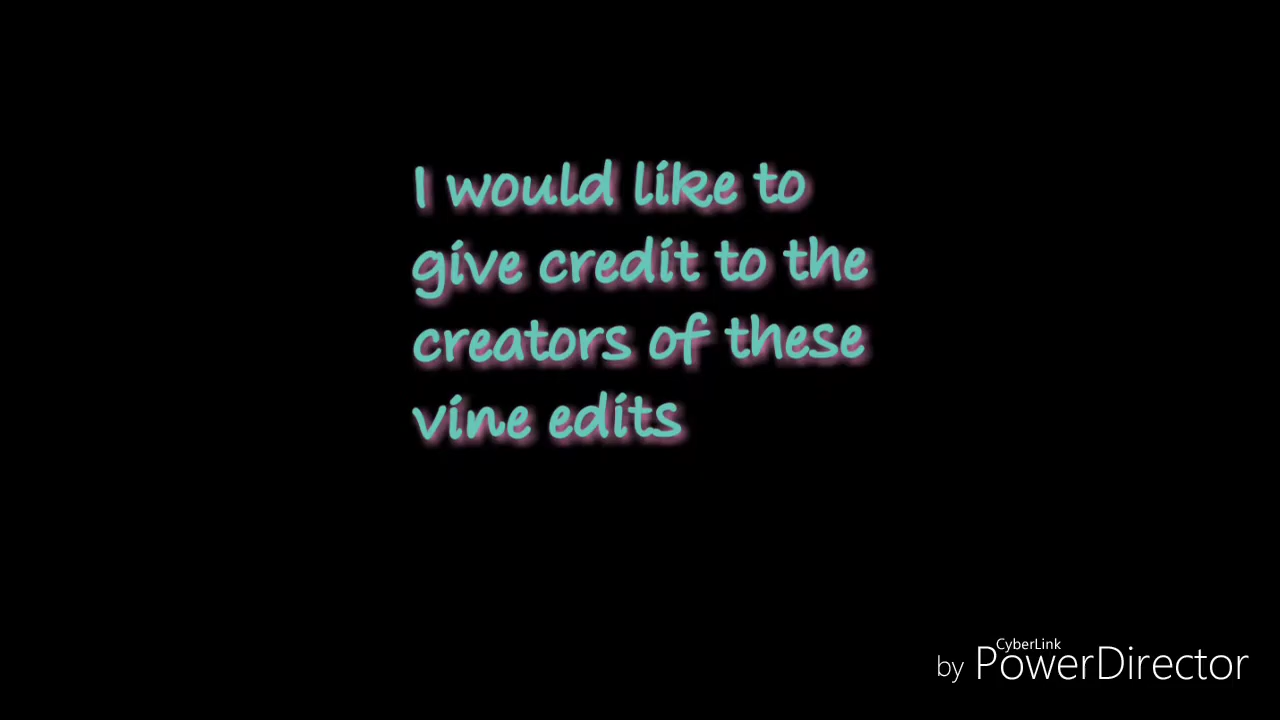 I would like to
give credit to the
creators of these
vine edits
CyberLink
by PowerDirector